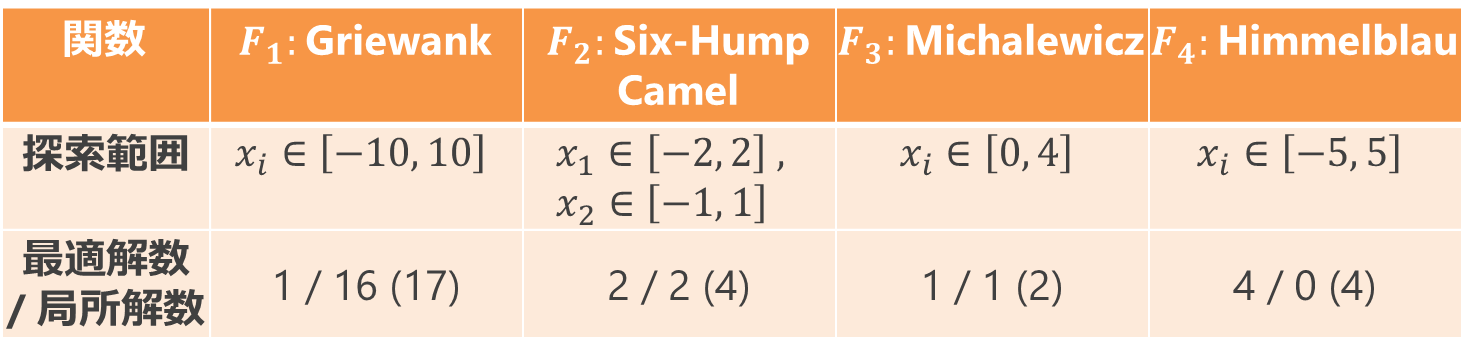 関数 F₁: Griewank F₂: Six-Hump Camel F₃: Michalewicz F₄: Himmelblau
探索範囲 xᵢ ∈ [−10, 10] x₁ ∈ [−2, 2] , x₂ ∈ [−1, 1] xᵢ ∈ [0, 4] xᵢ ∈ [−5, 5]
最適解数 / 局所解数 1 / 16 (17) 2 / 2 (4) 1 / 1 (2) 4 / 0 (4)